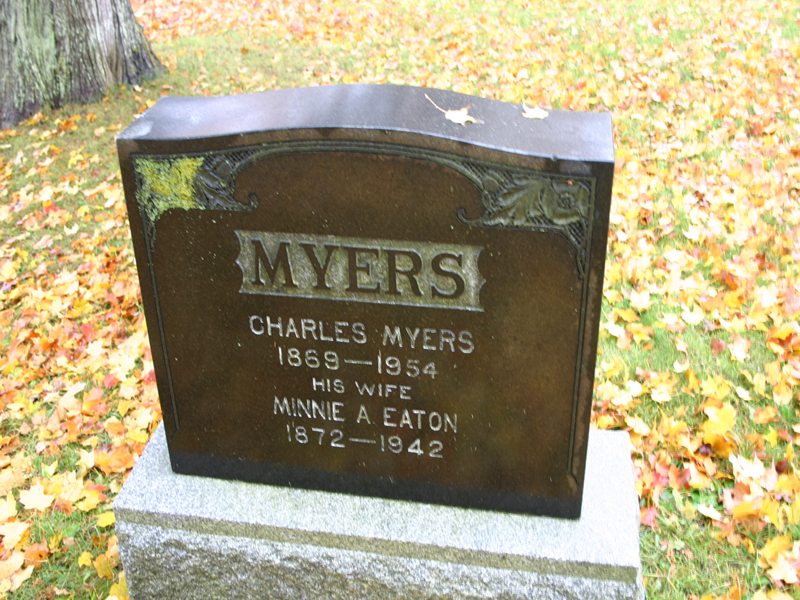 MYERS
CHARLES MYERS
1869—1954
HIS WIFE
MINNIE A. EATON
1872—1942